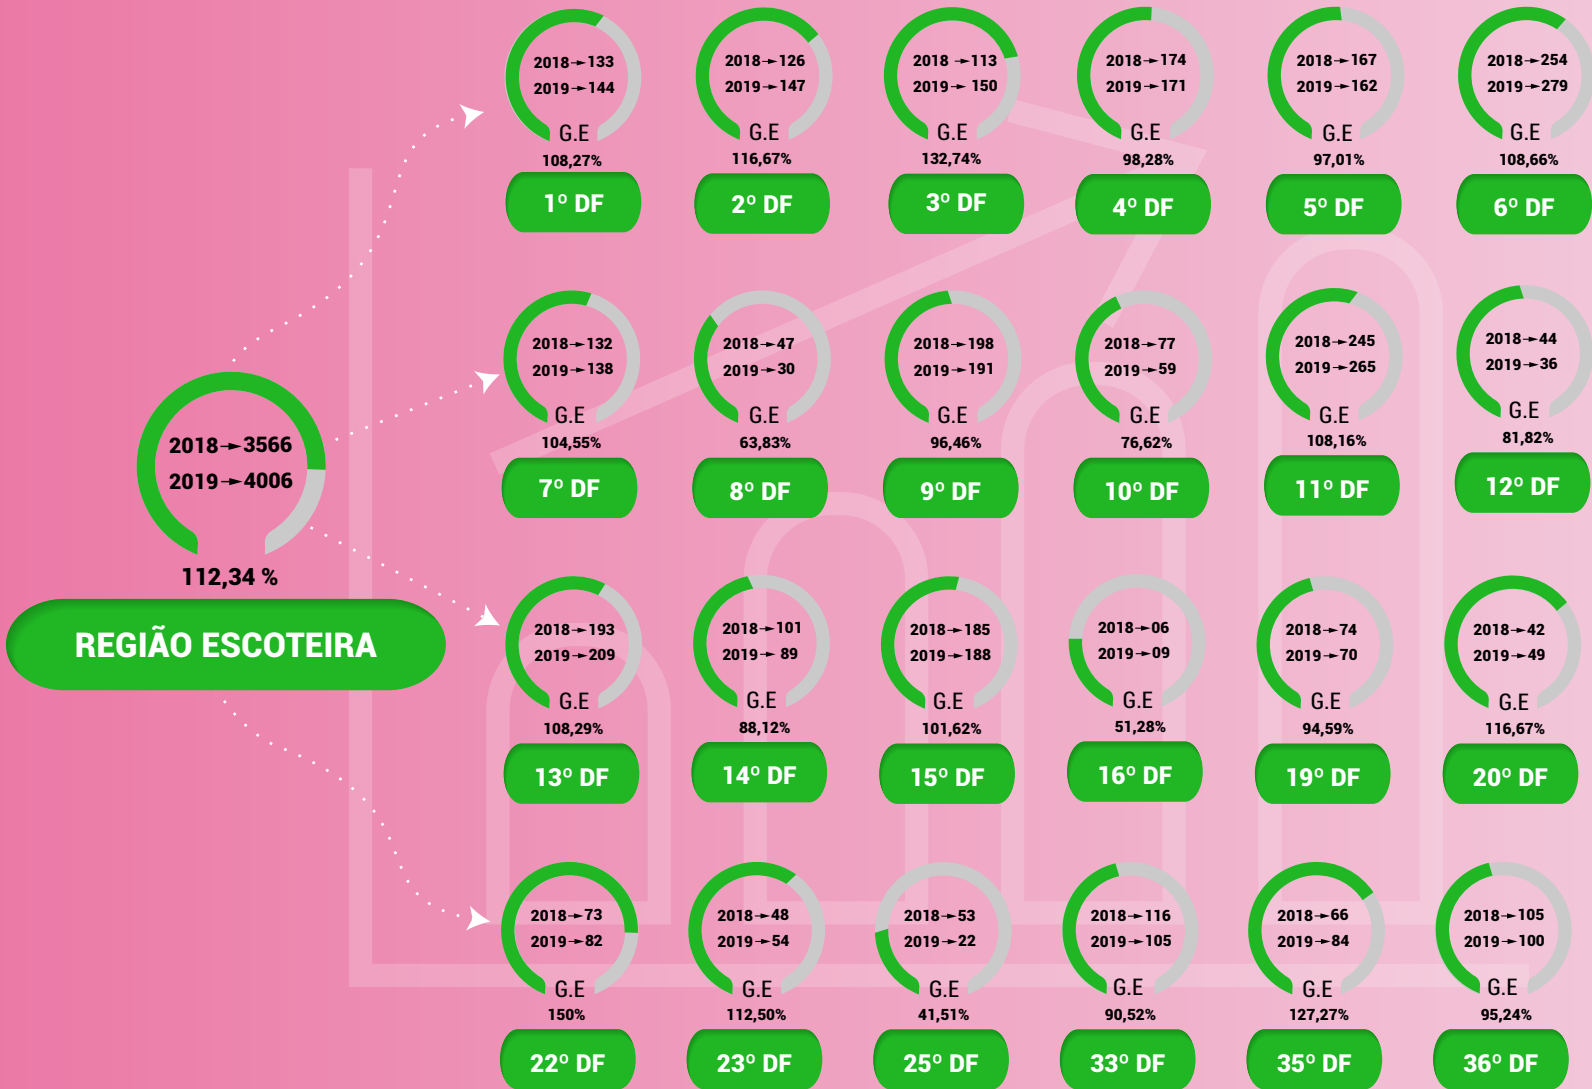 2018→133
2019→144
G.E
108,27%
1º DF
2018→126
2019→147
G.E
116,67%
2º DF
2018→113
2019→150
G.E
132,74%
3º DF
2018→174
2019→171
G.E
98,28%
4º DF
2018→167
2019→162
G.E
97,01%
5º DF
2018→254
2019→279
G.E
108,66%
6º DF
2018→3566
2019→4006
112,34 %
REGIÃO ESCOTEIRA
2018→132
2019→138
G.E
104,55%
7º DF
2018→47
2019→30
G.E
63,83%
8º DF
2018→198
2019→191
G.E
96,46%
9º DF
2018→77
2019→59
G.E
76,62%
10º DF
2018→245
2019→265
G.E
108,16%
11º DF
2018→44
2019→36
G.E
81,82%
12º DF
2018→193
2019→209
G.E
108,29%
13º DF
2018→101
2019→89
G.E
88,12%
14º DF
2018→185
2019→188
G.E
101,62%
15º DF
2018→06
2019→09
G.E
51,28%
16º DF
2018→74
2019→70
G.E
94,59%
19º DF
2018→42
2019→49
G.E
116,67%
20º DF
2018→73
2019→82
G.E
150%
22º DF
2018→48
2019→54
G.E
112,50%
23º DF
2018→53
2019→22
G.E
41,51%
25º DF
2018→116
2019→105
G.E
90,52%
33º DF
2018→66
2019→84
G.E
127,27%
35º DF
2018→105
2019→100
G.E
95,24%
36º DF